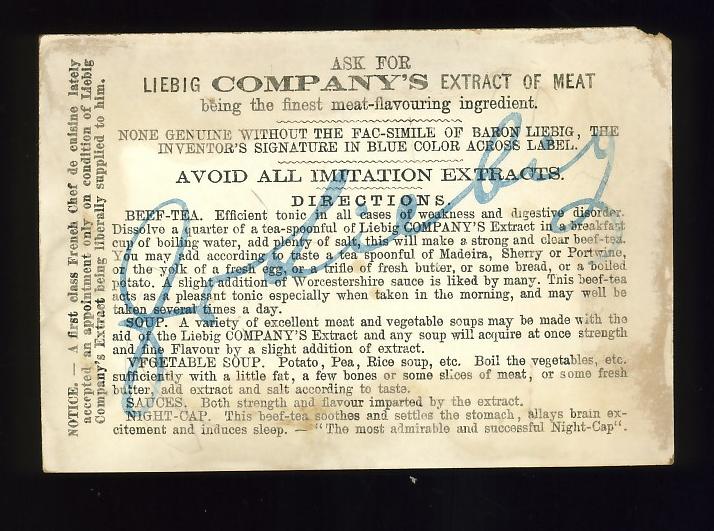 ASK FOR
LIEBIG COMPANY'S EXTRACT OF MEAT
being the finest meat-flavouring ingredient.
NONE GENUINE WITHOUT THE FAC-SIMILE OF BARON LIEBIG, THE
INVENTOR'S SIGNATURE IN BLUE COLOR ACROSS LABEL.
AVOID ALL IMITATION EXTRACTS.
DIRECTIONS.
BEEF-TEA. Efficient tonic in all cases of weakness and digestive disorder.
Dissolve a quarter of a tea-spoonful of Liebig COMPANY'S Extract in a breakfast
cup of boiling water, add plenty of salt, this will make a strong and clear beef-tea.
You may add according to taste a tea spoonful of Madeira, Sherry or Portwine,
or the yolk of a fresh egg, or a trifle of fresh butter, or some bread, or a boiled
potato. A slight addition of Worcestershire sauce is liked by many. This beef-tea
acts as a pleasant tonic especially when taken in the morning, and may well be
taken several times a day.
SOUP. A variety of excellent meat and vegetable soups may be made with the
aid of the Liebig COMPANY'S Extract and any soup will acquire at once strength
and fine Flavour by a slight addition of extract.
VEGETABLE SOUP. Potato, Pea, Rice soup, etc. Boil the vegetables, etc.
sufficiently with a little fat, a few bones or some slices of meat, or some fresh
butter, add extract and salt according to taste.
SAUCES. Both strength and flavour imparted by the extract.
NIGHT-CAP. This beef-tea soothes and settles the stomach, allays brain ex-
citement and induces sleep. — "The most admirable and successful Night-Cap".
NOTICE. — A first class French Chef de cuisine lately
accepted an appointment only on condition of Liebig
Company's Extract being liberally supplied to him.
J v Liebig